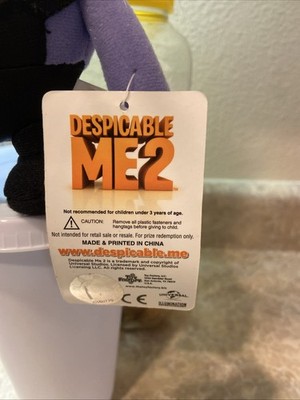 DESPICABLE
ME2
Not recommended for children under 3 years of age.
CAUTION: Remove all plastic fasteners and
hangtags before giving to child.
Not intended for retail sale or resale. For prize redemption only.
MADE & PRINTED IN CHINA
www.despicable.me
Despicable Me 2 is a trademark and copyright of
Universal Studios. Licensed by Universal Studios
Licensing LLC. All rights reserved.
CE
UNIVERSAL
ILLUMINATION